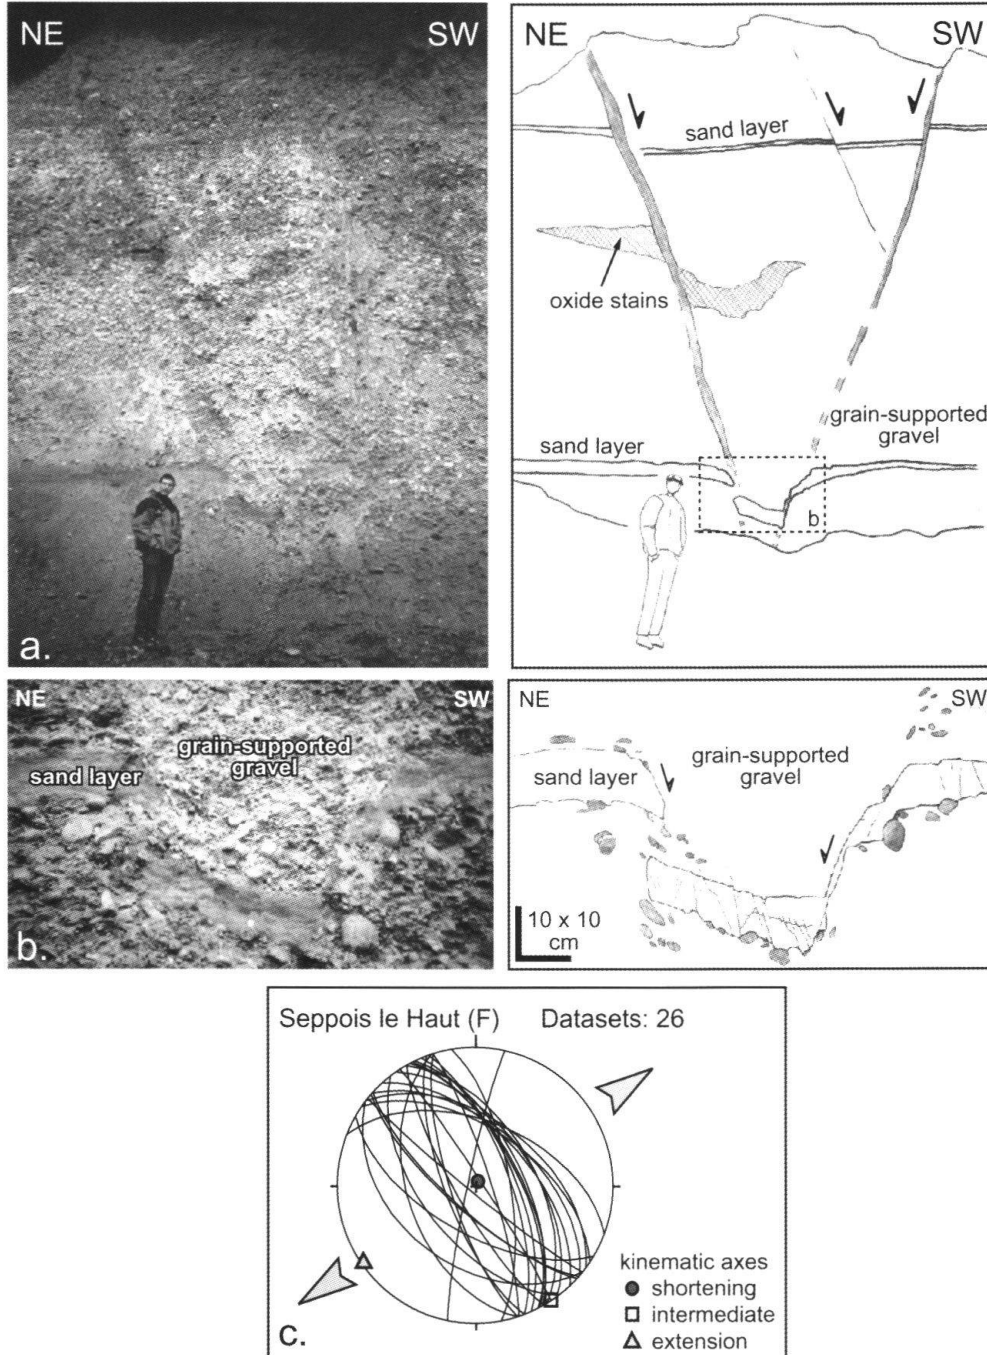 NE
SW
a.
NE
SW
sand layer
oxide stains
grain-supported
gravel
sand layer
b
NE
SW
grain-supported
gravel
sand layer
b.
NE
SW
grain-supported
gravel
sand layer
10 x 10
cm
Seppois le Haut (F) Datasets: 26
kinematic axes
shortening
intermediate
extension
c.